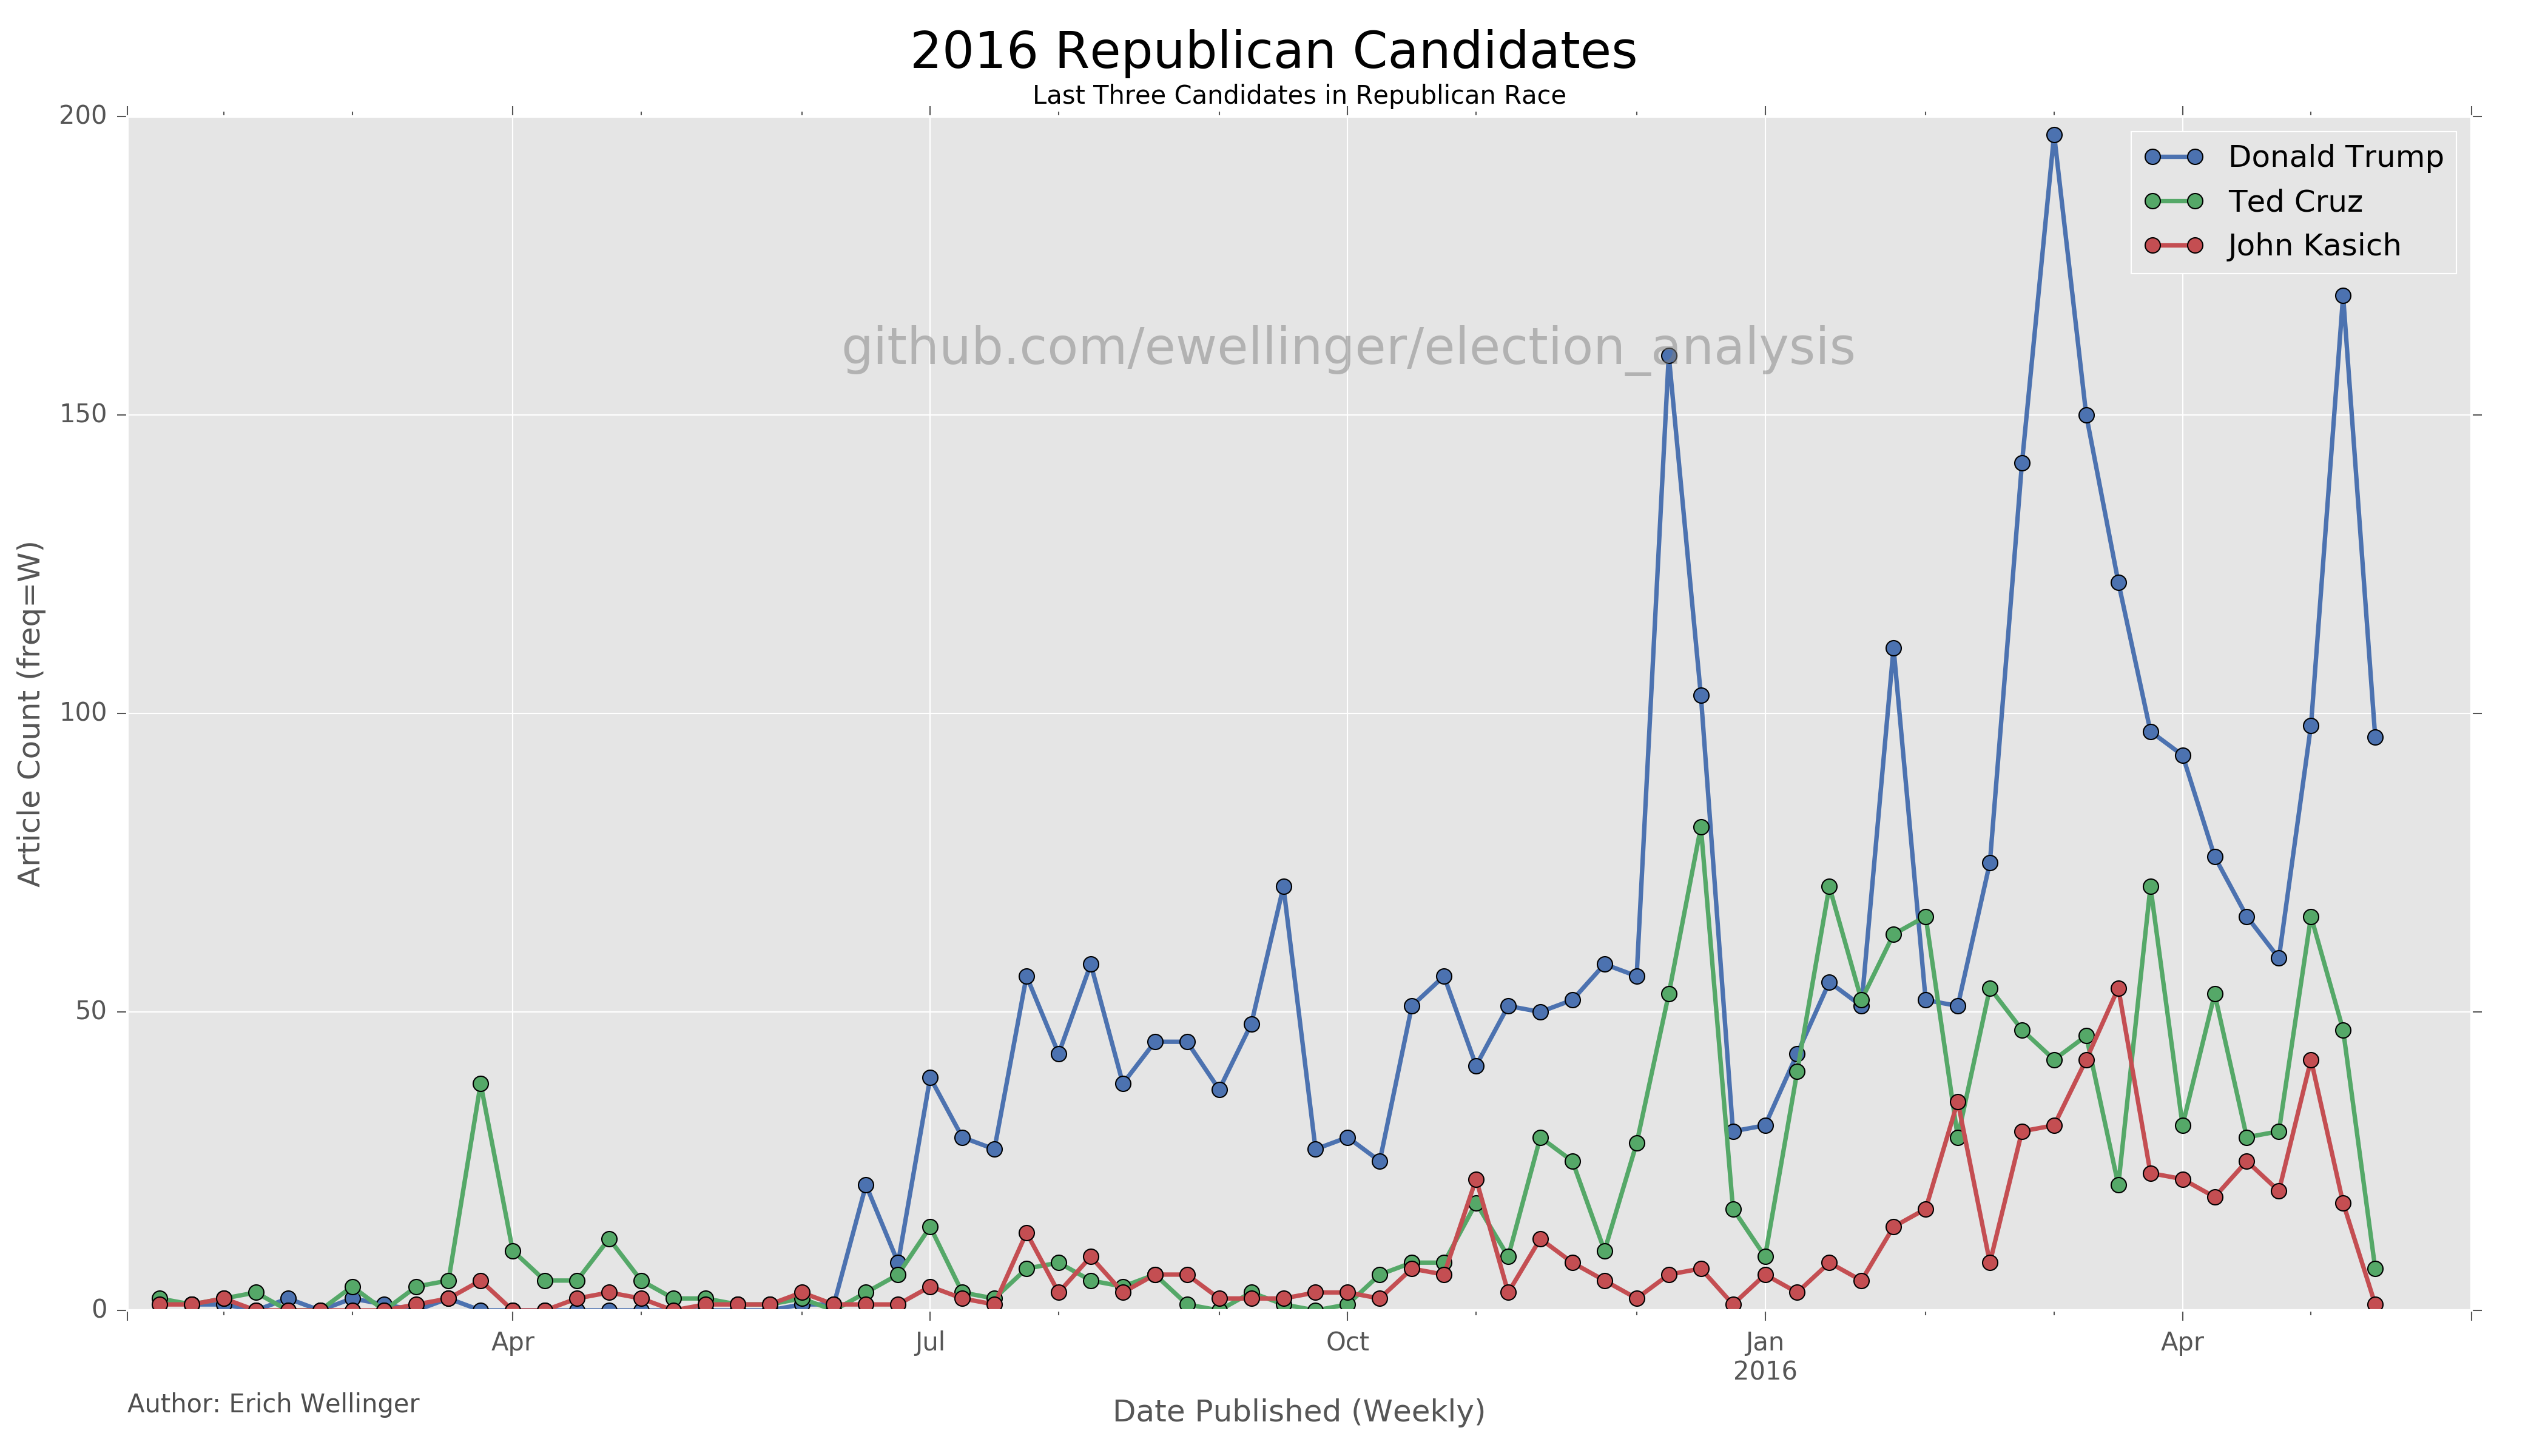 2016 Republican Candidates
Last Three Candidates in Republican Race
200
150
100
50
0
Article Count (freq=W)
Donald Trump
Ted Cruz
John Kasich
github.com/ewellinger/election_analysis
Apr
Jul
Oct
Jan
2016
Apr
Author: Erich Wellinger
Date Published (Weekly)